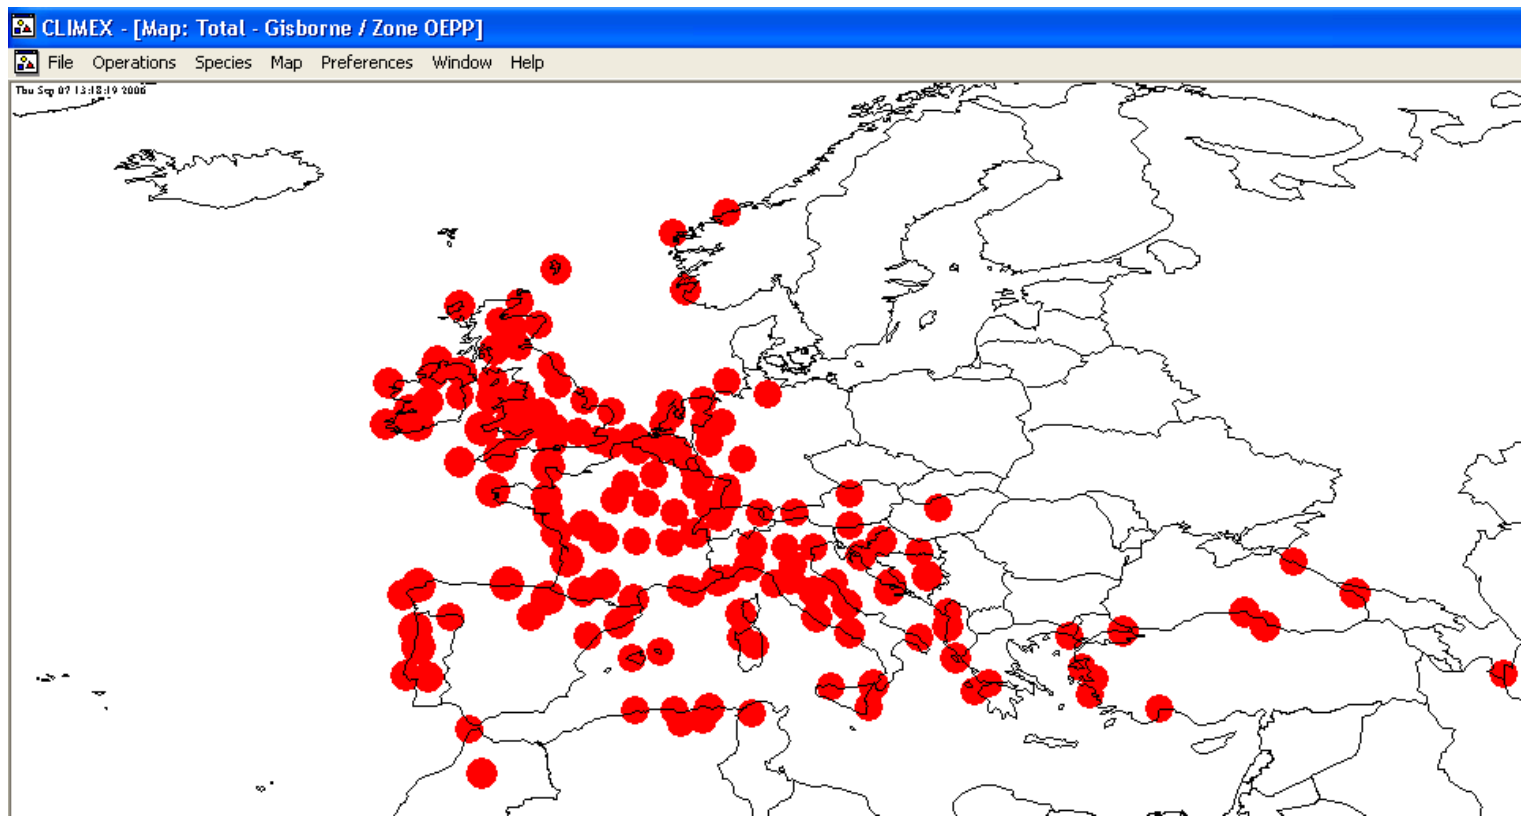 CLIMEX - [Map: Total - Gisborne / Zone OEPP]
File Operations Species Map Preferences Window Help
Thu Sep 07 13:18:19 2006